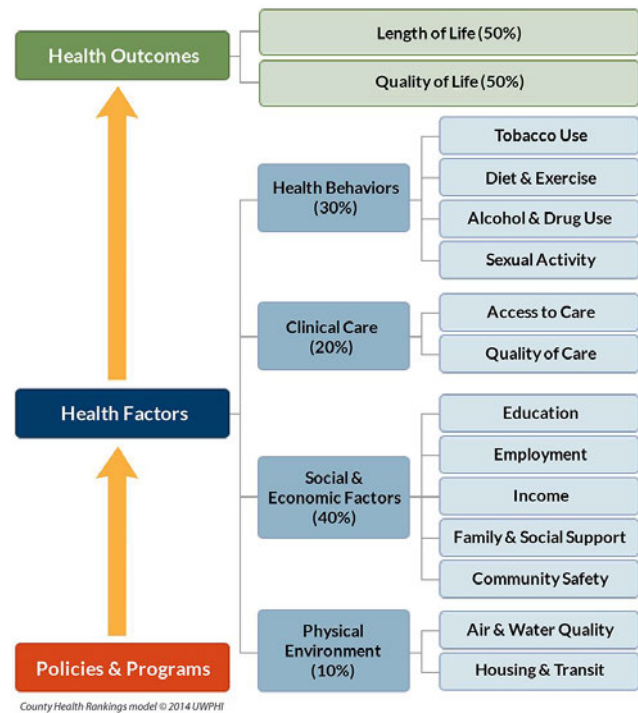 Health Outcomes
Length of Life (50%)
Quality of Life (50%)
Health Factors
Health Behaviors
(30%)
Tobacco Use
Diet & Exercise
Alcohol & Drug Use
Sexual Activity
Clinical Care
(20%)
Access to Care
Quality of Care
Social &
Economic Factors
(40%)
Education
Employment
Income
Family & Social Support
Community Safety
Physical
Environment
(10%)
Air & Water Quality
Housing & Transit
Policies & Programs
County Health Rankings model © 2014 UWPHI